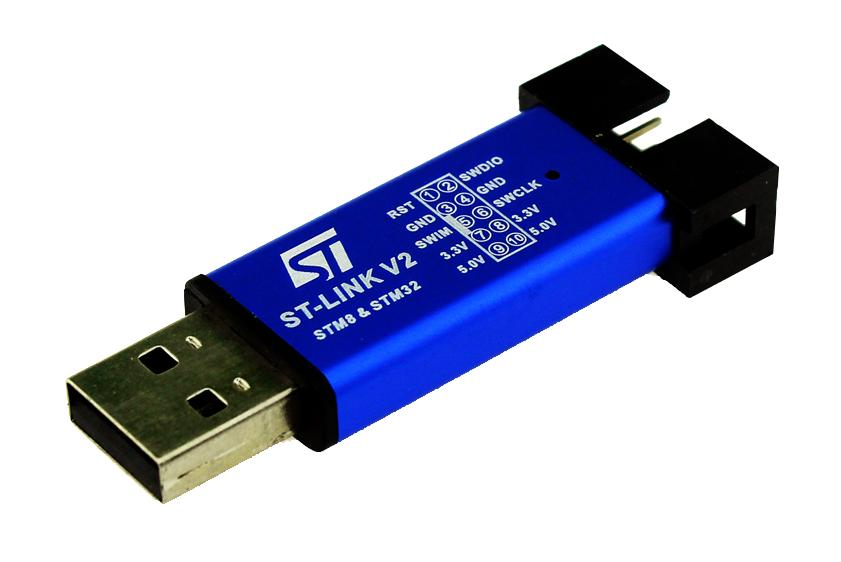 ST
ST-LINK V2
STM8 & STM32
RST 1 2 SWDIO
GND 3 4 GND
SWIM 5 6 SWCLK
3.3V 7 8 3.3V
5.0V 9 10 5.0V